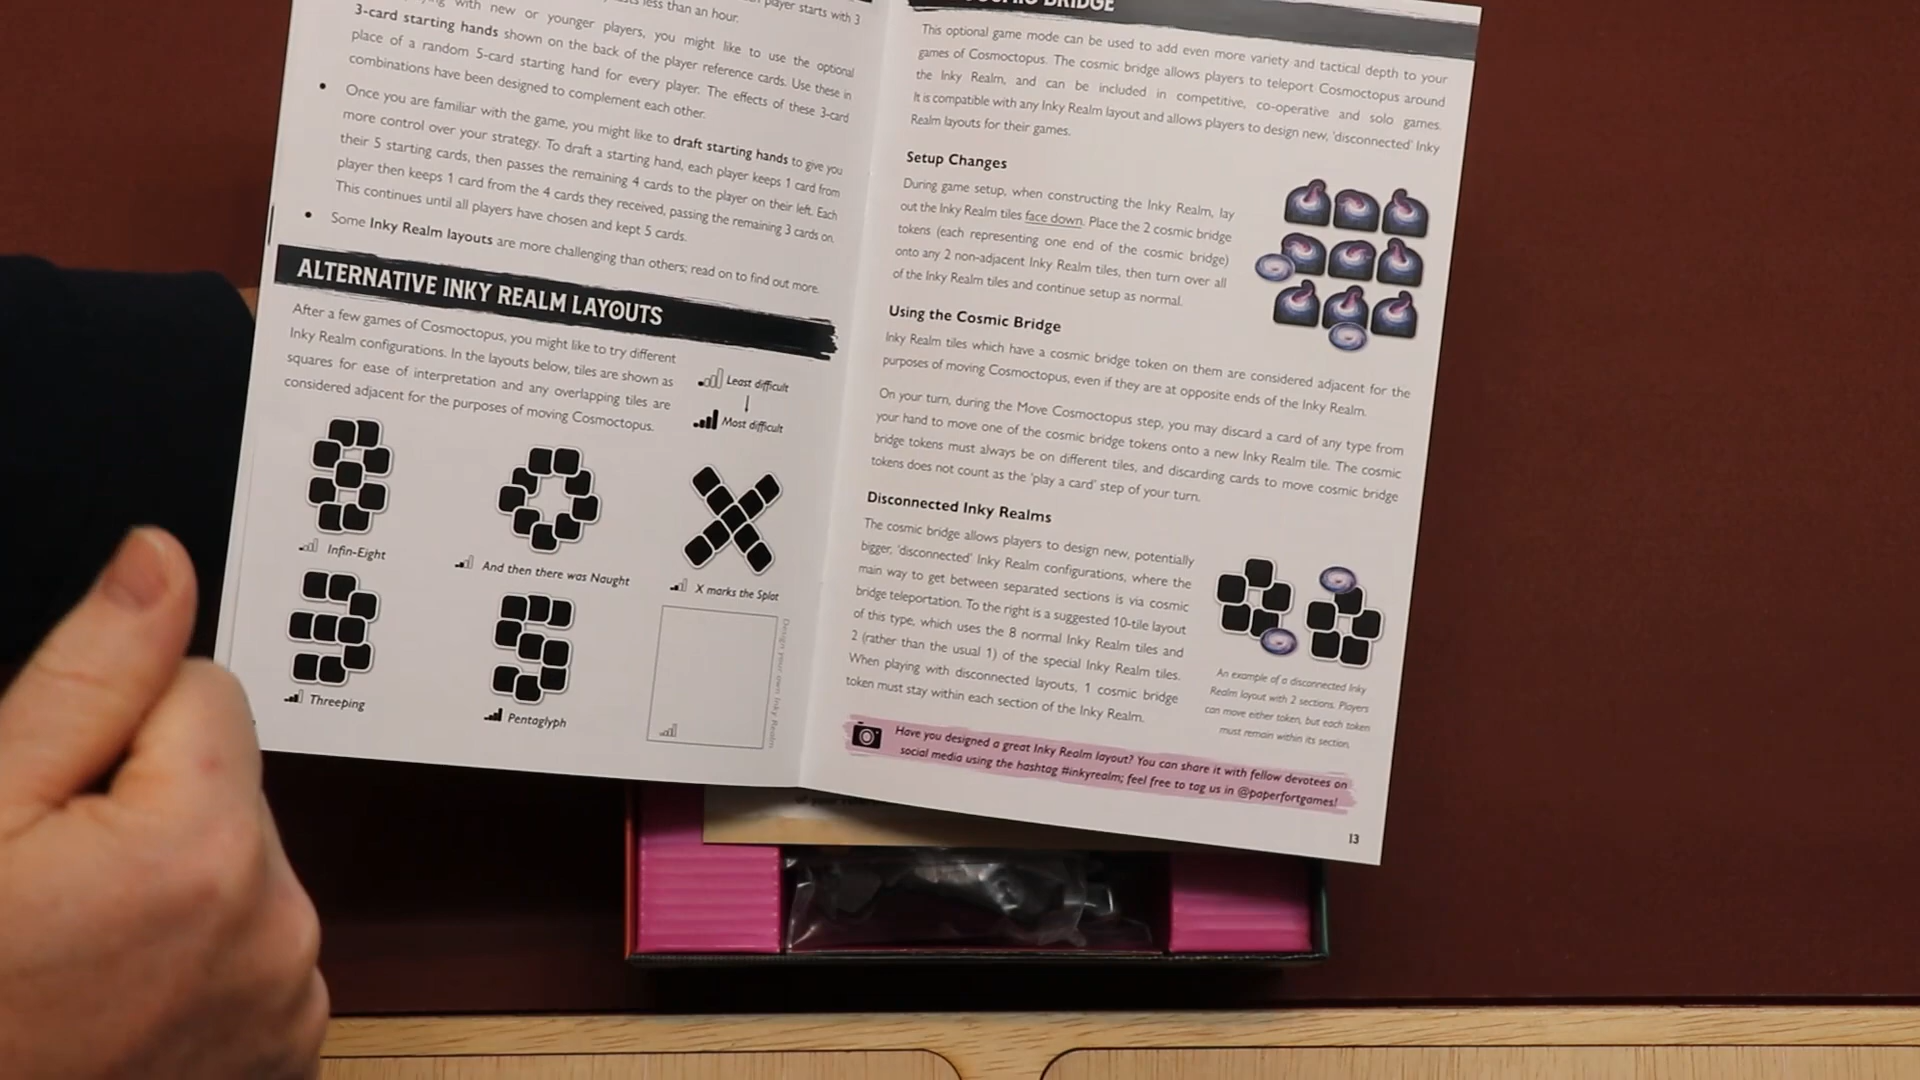 with new or younger players, you might like to use the optional
3-card starting hands shown on the back of the player reference cards. Use these in
place of a random 5-card starting hand for every player. The effects of these 3-card
combinations have been designed to complement each other.
less than an hour.
player starts with 3
• Once you are familiar with the game, you might like to draft starting hands to give you
more control over your strategy. To draft a starting hand, each player keeps 1 card from
their 5 starting cards, then passes the remaining 4 cards to the player on their left. Each
player then keeps 1 card from the 4 cards they received, passing the remaining 3 cards on.
This continues until all players have chosen and kept 5 cards.
• Some Inky Realm layouts are more challenging than others; read on to find out more.
ALTERNATIVE INKY REALM LAYOUTS
After a few games of Cosmoctopus, you might like to try different
Inky Realm configurations. In the layouts below, tiles are shown as
squares for ease of interpretation and any overlapping tiles are
considered adjacent for the purposes of moving Cosmoctopus.
Least difficult
Most difficult
Infin-Eight
And then there was Naught
X marks the Splot
Threeping
Pentaglyph
Design your own Inky Realm
BRIDGE
This optional game mode can be used to add even more variety and tactical depth to your
games of Cosmoctopus. The cosmic bridge allows players to teleport Cosmoctopus around
the Inky Realm, and can be included in competitive, co-operative and solo games.
It is compatible with any Inky Realm layout and allows players to design new, 'disconnected' Inky
Realm layouts for their games.
Setup Changes
During game setup, when constructing the Inky Realm, lay
out the Inky Realm tiles face down. Place the 2 cosmic bridge
tokens (each representing one end of the cosmic bridge)
onto any 2 non-adjacent Inky Realm tiles, then turn over all
of the Inky Realm tiles and continue setup as normal.
Using the Cosmic Bridge
Inky Realm tiles which have a cosmic bridge token on them are considered adjacent for the
purposes of moving Cosmoctopus, even if they are at opposite ends of the Inky Realm.
On your turn, during the Move Cosmoctopus step, you may discard a card of any type from
your hand to move one of the cosmic bridge tokens onto a new Inky Realm tile. The cosmic
bridge tokens must always be on different tiles, and discarding cards to move cosmic bridge
tokens does not count as the 'play a card' step of your turn.
Disconnected Inky Realms
The cosmic bridge allows players to design new, potentially
bigger, 'disconnected' Inky Realm configurations, where the
main way to get between separated sections is via cosmic
bridge teleportation. To the right is a suggested 10-tile layout
of this type, which uses the 8 normal Inky Realm tiles and
2 (rather than the usual 1) of the special Inky Realm tiles.
When playing with disconnected layouts, 1 cosmic bridge
token must stay within each section of the Inky Realm.
An example of a disconnected Inky
Realm layout with 2 sections. Players
can move either token, but each token
must remain within its section.
Have you designed a great Inky Realm layout? You can share it with fellow devotees on
social media using the hashtag #inkyrealm; feel free to tag us in @paperfortgames!
13